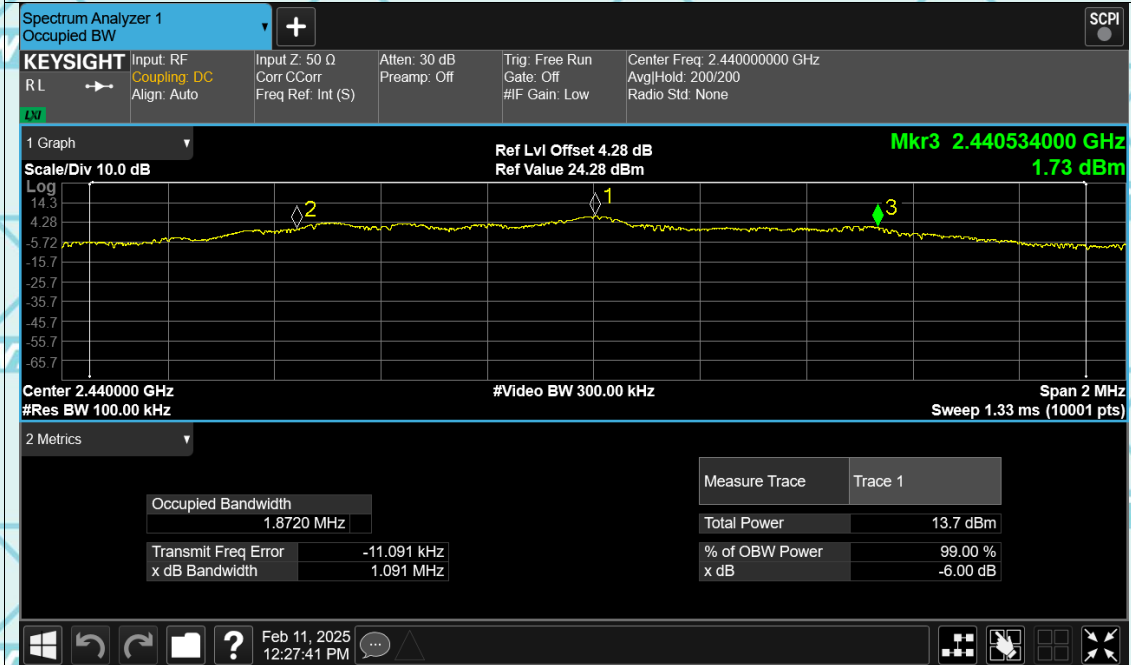 Spectrum Analyzer 1
Occupied BW
SCPI
KEYSIGHT
R L
LXI
Input: RF
Coupling: DC
Align: Auto
Input Z: 50 Ω
Corr CCorr
Freq Ref: Int (S)
Atten: 30 dB
Preamp: Off
Trig: Free Run
Gate: Off
#IF Gain: Low
Center Freq: 2.440000000 GHz
Avg|Hold: 200/200
Radio Std: None
1 Graph
Scale/Div 10.0 dB
Ref Lvl Offset 4.28 dB
Ref Value 24.28 dBm
Mkr3 2.440534000 GHz
1.73 dBm
Log
14.3
4.28
-5.72
-15.7
-25.7
-35.7
-45.7
-55.7
-65.7
2
1
3
Center 2.440000 GHz
#Video BW 300.00 kHz
Span 2 MHz
#Res BW 100.00 kHz
Sweep 1.33 ms (10001 pts)
2 Metrics
Occupied Bandwidth
1.8720 MHz
Transmit Freq Error -11.091 kHz
x dB Bandwidth 1.091 MHz
Measure Trace Trace 1
Total Power 13.7 dBm
% of OBW Power 99.00 %
x dB -6.00 dB
Feb 11, 2025
12:27:41 PM